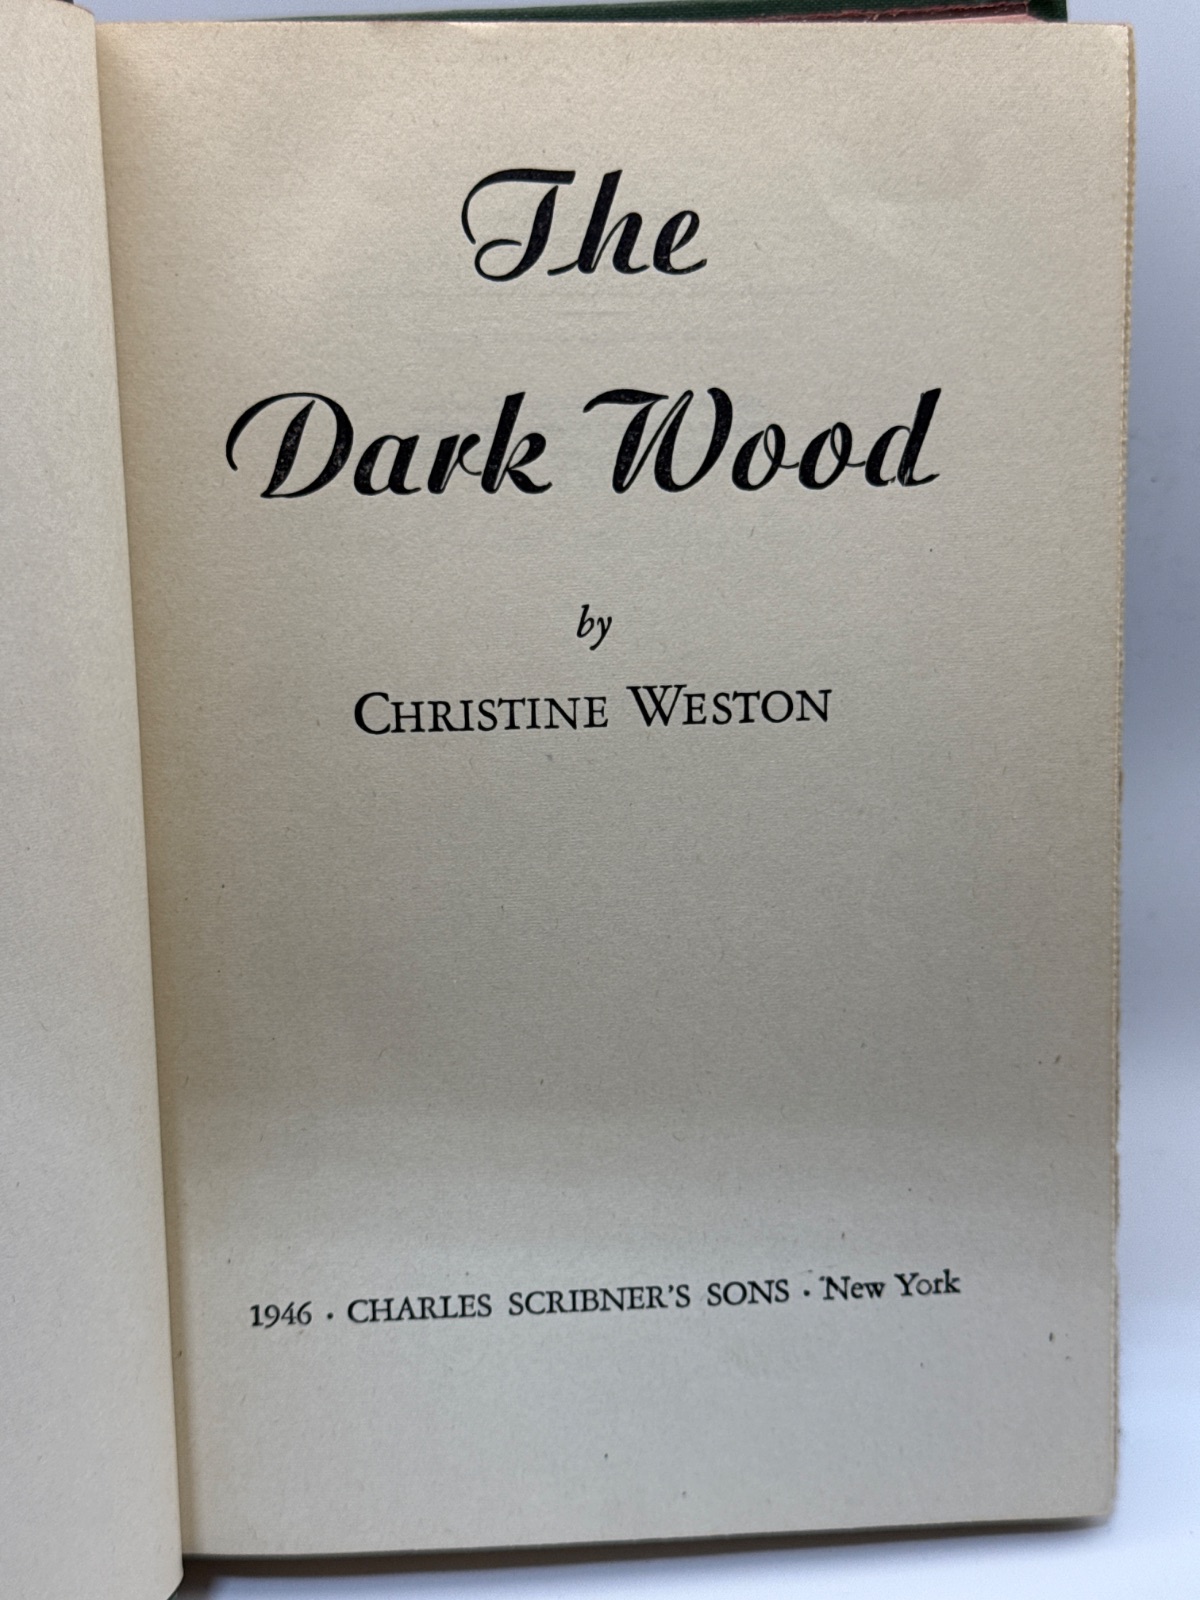 The
Dark Wood
by
CHRISTINE WESTON
1946 · CHARLES SCRIBNER'S SONS · New York